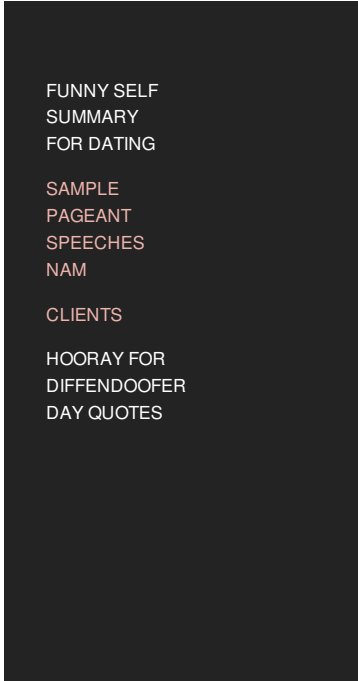 FUNNY SELF
SUMMARY
FOR DATING
SAMPLE
PAGEANT
SPEECHES
NAM
CLIENTS
HOORAY FOR
DIFFENDOOFER
DAY QUOTES